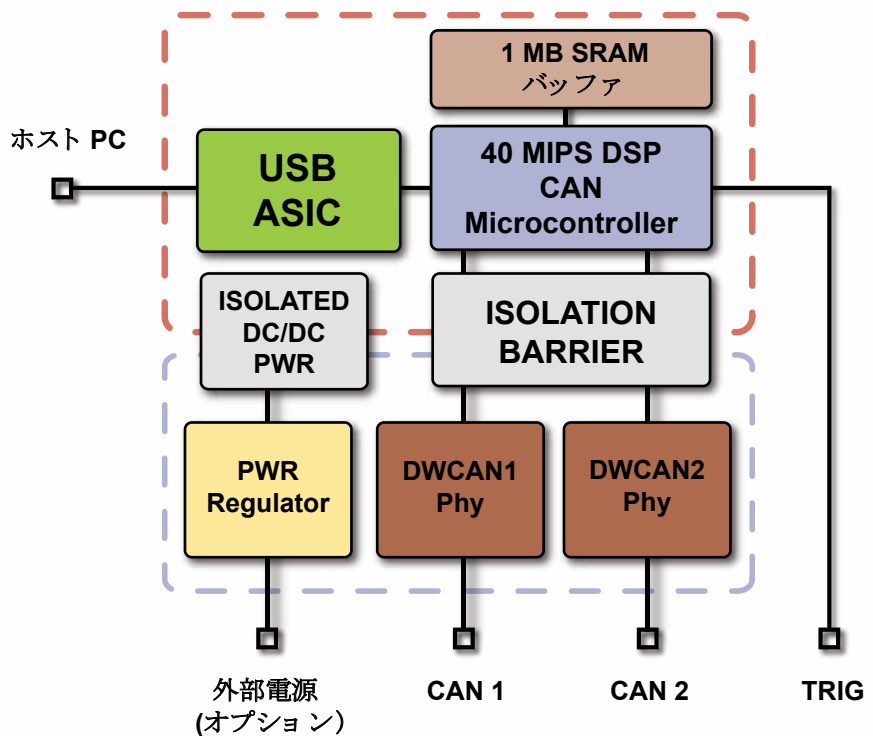 1 MB SRAM
バッファ
ホスト PC
USB
ASIC
40 MIPS DSP
CAN
Microcontroller
ISOLATED
DC/DC
PWR
ISOLATION
BARRIER
PWR
Regulator
DWCAN1
Phy
DWCAN2
Phy
外部電源
(オプション）
CAN 1
CAN 2
TRIG